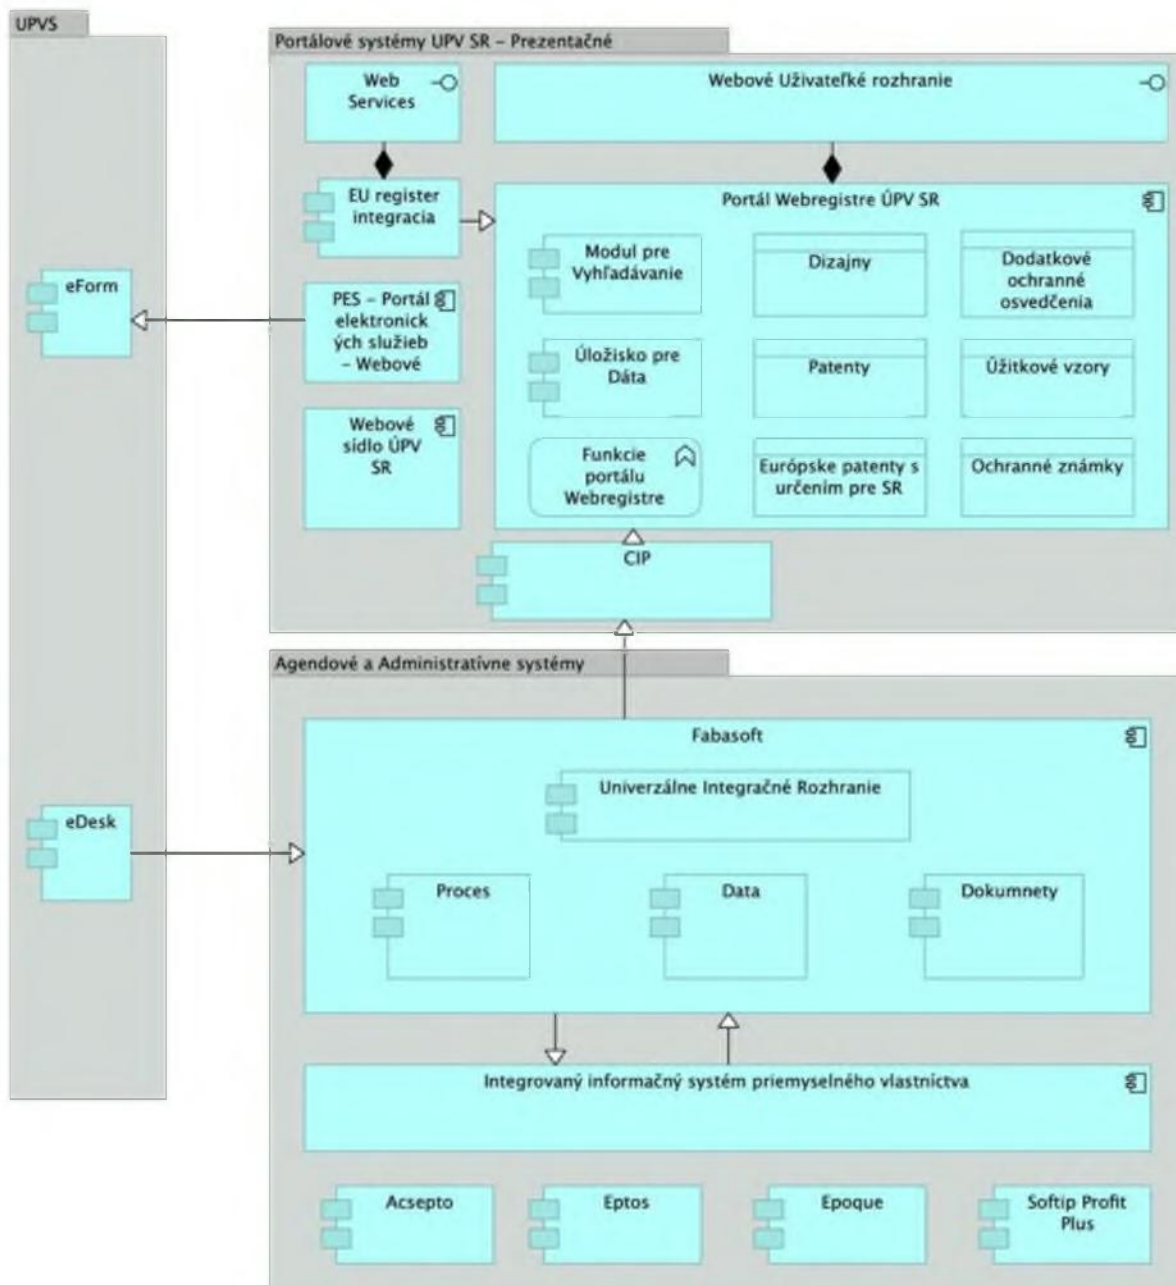 UPVS
Portálové systémy UPV SR – Prezentačné
Web
Services
Webové Uživateľké rozhranie
EU register
integracia
Portál Webregistre ÚPV SR
Modul pre
Vyhľadávanie
Dizajny
Dodatkové
ochranné
osvedčenia
eForm
PES – Portál
elektronick
ých služieb
– Webové
Úložisko pre
Dáta
Patenty
Úžitkové vzory
Webové
sídlo ÚPV
SR
Funkcie
portálu
Webregistre
Európske patenty s
určením pre SR
Ochranné známky
CIP
Agendové a Administratívne systémy
Fabasoft
Univerzálne Integračné Rozhranie
eDesk
Proces
Data
Dokumnety
Integrovaný informačný systém priemyselného vlastníctva
Acsepto
Eptos
Epoque
Softip Profit
Plus